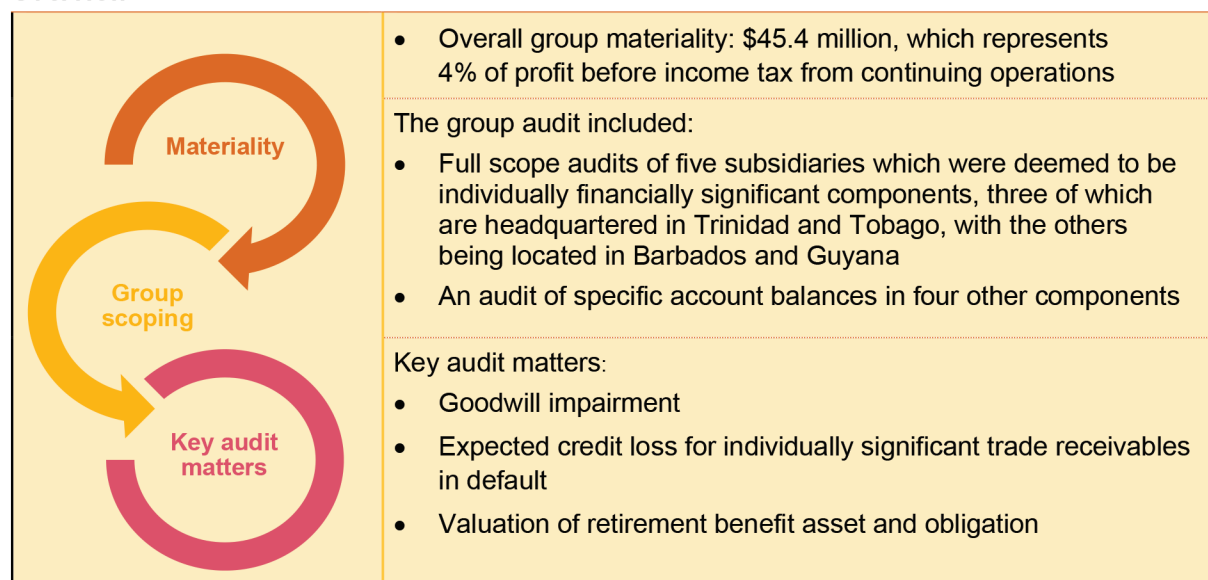 Materiality
Group
scoping
Key audit
matters
• Overall group materiality: $45.4 million, which represents
4% of profit before income tax from continuing operations
The group audit included:
• Full scope audits of five subsidiaries which were deemed to be
individually financially significant components, three of which
are headquartered in Trinidad and Tobago, with the others
being located in Barbados and Guyana
• An audit of specific account balances in four other components
Key audit matters:
• Goodwill impairment
• Expected credit loss for individually significant trade receivables
in default
• Valuation of retirement benefit asset and obligation